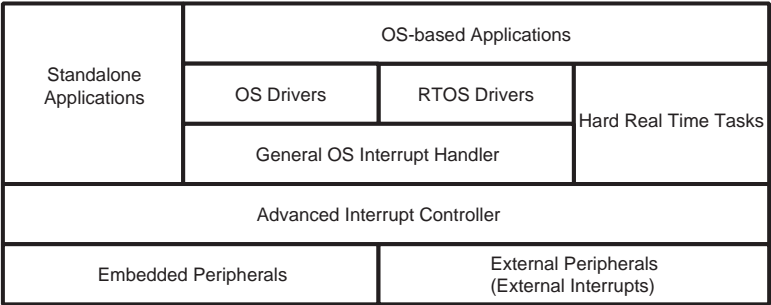 OS-based Applications
Standalone
Applications
OS Drivers
RTOS Drivers
Hard Real Time Tasks
General OS Interrupt Handler
Advanced Interrupt Controller
Embedded Peripherals
External Peripherals
(External Interrupts)